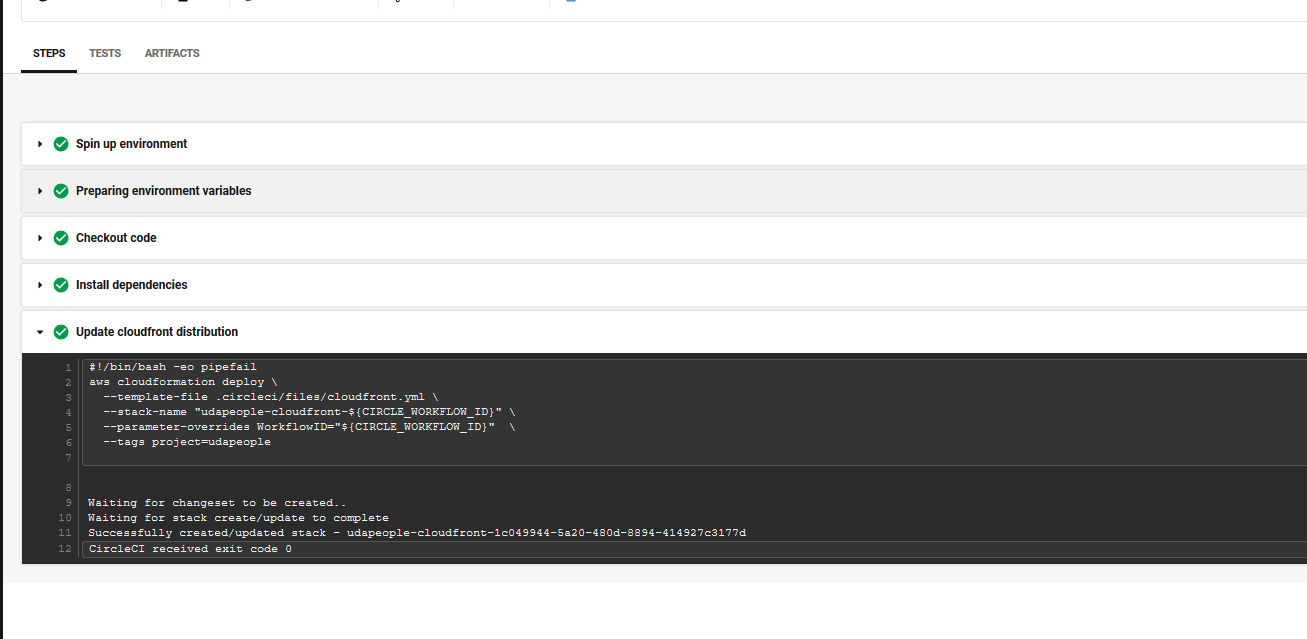 STEPS TESTS ARTIFACTS
Spin up environment
Preparing environment variables
Checkout code
Install dependencies
Update cloudfront distribution
1 #!/bin/bash -eo pipefail
2 aws cloudformation deploy \
3 --template-file .circleci/files/cloudfront.yml \
4 --stack-name "udapeople-cloudfront-${CIRCLE_WORKFLOW_ID}" \
5 --parameter-overrides WorkflowID="${CIRCLE_WORKFLOW_ID}" \
6 --tags project=udapeople
7
8
9 Waiting for changeset to be created..
10 Waiting for stack create/update to complete
11 Successfully created/updated stack - udapeople-cloudfront-1c049944-5a20-480d-8894-414927c3177d
12 CircleCI received exit code 0